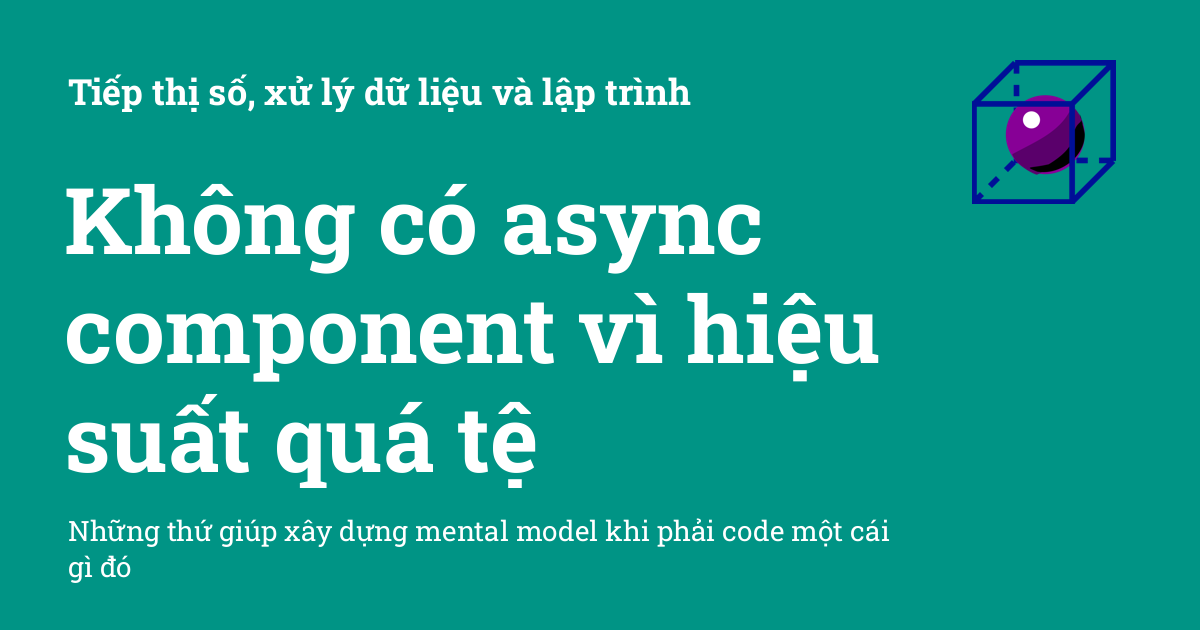 Tiếp thị số, xử lý dữ liệu và lập trình
Không có async
component vì hiệu
suất quá tệ
Những thứ giúp xây dựng mental model khi phải code một cái
gì đó